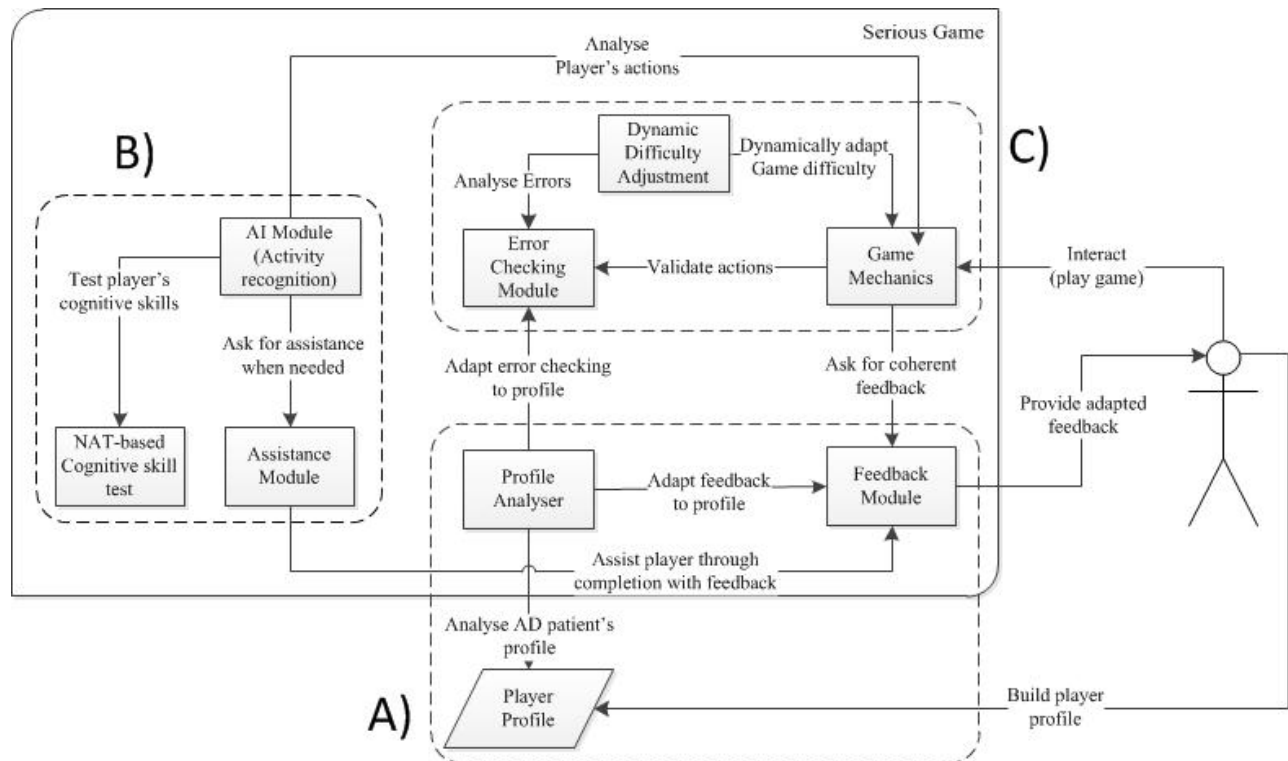 Serious Game
Analyse
Player's actions
B)
C)
Dynamic
Difficulty
Adjustment
Dynamically adapt
Game difficulty
Analyse Errors
AI Module
(Activity
recognition)
Error
Checking
Module
Validate actions
Game
Mechanics
Interact
(play game)
Test player's
cognitive skills
Ask for assistance
when needed
Adapt error checking
to profile
Ask for coherent
feedback
Provide adapted
feedback
NAT-based
Cognitive skill
test
Assistance
Module
Profile
Analyser
Adapt feedback
to profile
Feedback
Module
Assist player through
completion with feedback
Analyse AD patient's
profile
A)
Player
Profile
Build player
profile